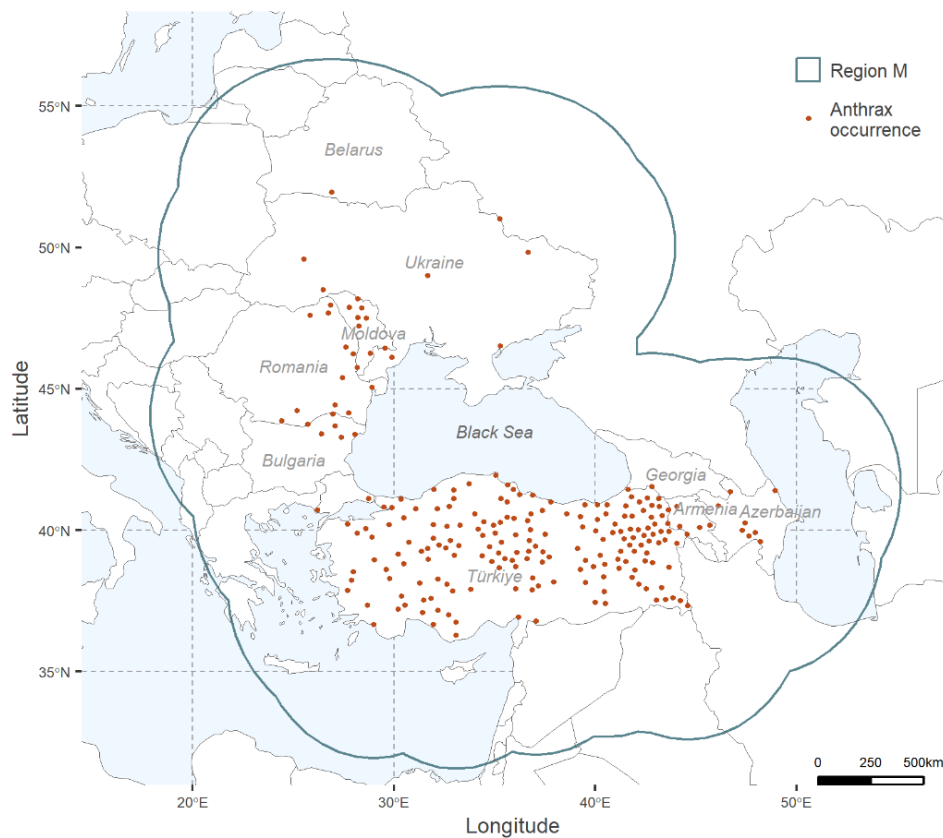 Region M
Anthrax
occurrence
55°N
50°N
45°N
40°N
35°N
Latitude
Belarus
Ukraine
Moldova
Romania
Black Sea
Bulgaria
Georgia
Armenia
Azerbaijan
Türkiye
0 250 500km
20°E 30°E 40°E 50°E
Longitude